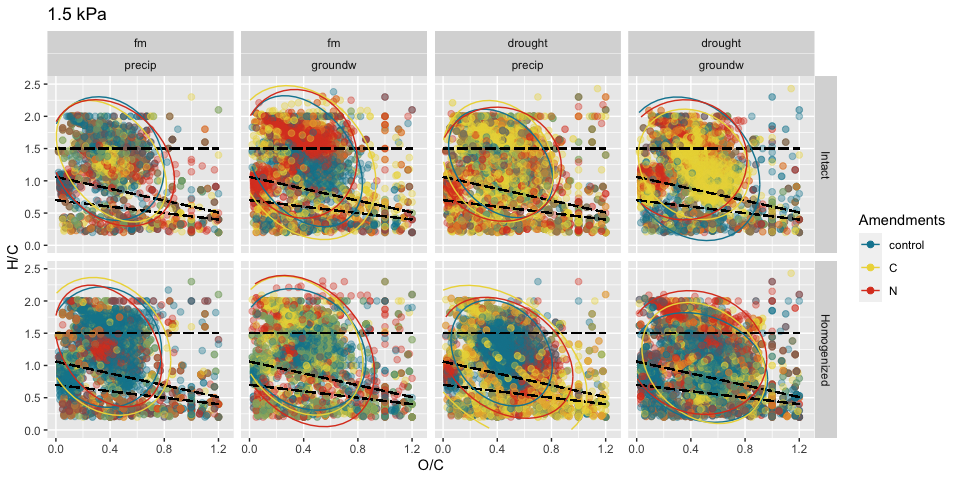 1.5 kPa
fm fm drought drought
precip groundw precip groundw
2.5
2.0
1.5
1.0
0.5
0.0
Intact
2.5
2.0
1.5
1.0
0.5
0.0
Homogenized
H/C
0.0 0.4 0.8 1.2 0.0 0.4 0.8 1.2 0.0 0.4 0.8 1.2 0.0 0.4 0.8 1.2
O/C
Amendments
control
C
N